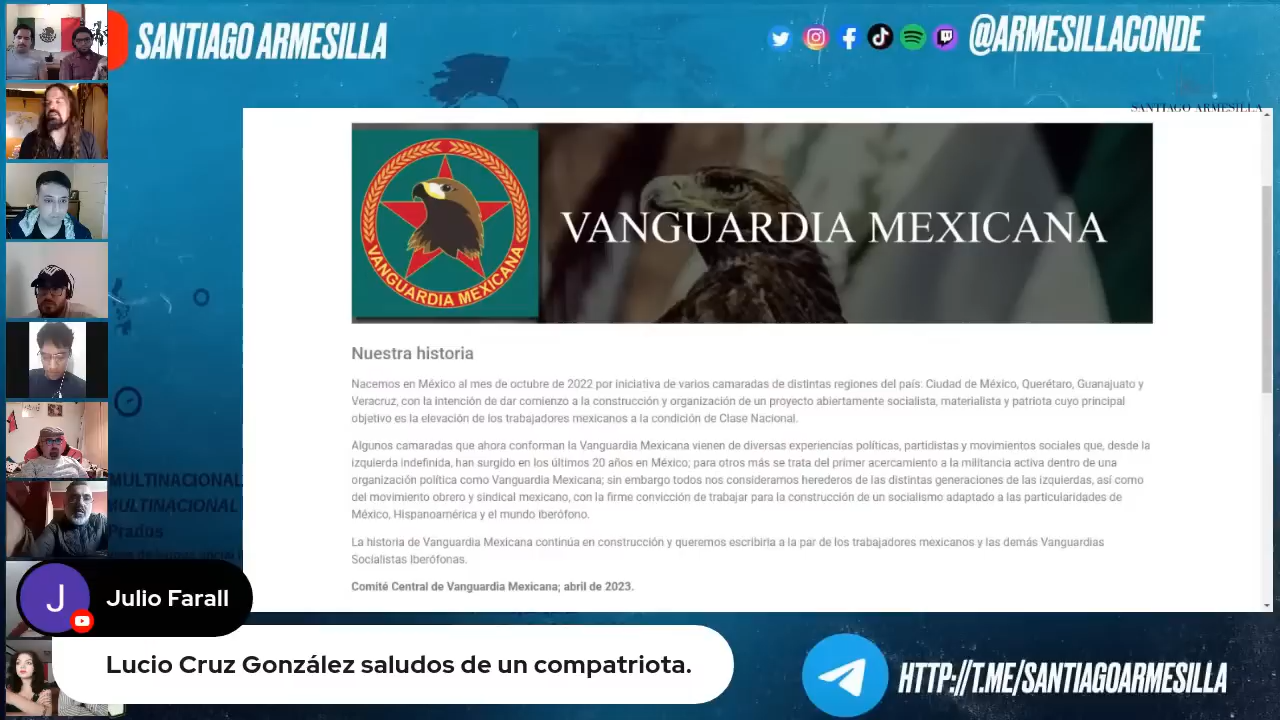 SANTIAGO ARMESILLA
@ARMESILLACONDE
SANTIAGO ARMESILLA
VANGUARDIA MEXICANA
VANGUARDIA MEXICANA
Nuestra historia
Nacemos en México al mes de octubre de 2022 por iniciativa de varios camaradas de distintas regiones del país: Ciudad de México, Querétaro, Guanajuato y
Veracruz, con la intención de dar comienzo a la construcción y organización de un proyecto abiertamente socialista, materialista y patriota cuyo principal
objetivo es la elevación de los trabajadores mexicanos a la condición de Clase Nacional.
Algunos camaradas que ahora conforman la Vanguardia Mexicana vienen de diversas experiencias políticas, partidistas y movimientos sociales que, desde la
izquierda indefinida, han surgido en los últimos 20 años en México; para otros más se trata del primer acercamiento a la militancia activa dentro de una
organización política como Vanguardia Mexicana; sin embargo todos nos consideramos herederos de las distintas generaciones de las izquierdas, así como
del movimiento obrero y sindical mexicano, con la firme convicción de trabajar para la construcción de un socialismo adaptado a las particularidades de
México, Hispanoamérica y el mundo Iberófono.
La historia de Vanguardia Mexicana continúa en construcción y queremos escribirla a la par de los trabajadores mexicanos y las demás Vanguardias
Socialistas Iberófonas.
Comité Central de Vanguardia Mexicana; abril de 2023.
MULTINACIONAL
MULTINACIONAL
Prados
J
Julio Farall
Lucio Cruz González saludos de un compatriota.
HTTP://T.ME/SANTIAGOARMESILLA